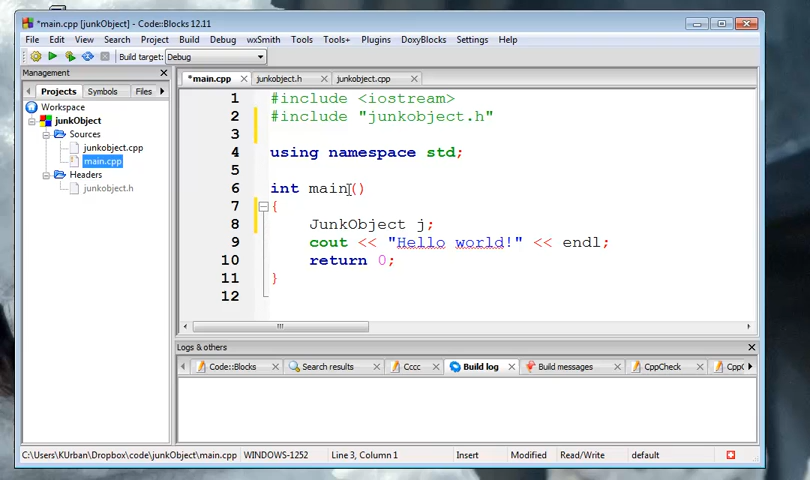 *main.cpp [junkObject] - Code::Blocks 12.11
File Edit View Search Project Build Debug wxSmith Tools Tools+ Plugins DoxyBlocks Settings Help
Build target: Debug
Management
Projects Symbols Files
Workspace
junkObject
Sources
junkobject.cpp
main.cpp
Headers
junkobject.h
*main.cpp junkobject.h junkobject.cpp
1 #include <iostream>
2 #include "junkobject.h"
3
4 using namespace std;
5
6 int main()
7 {
8 JunkObject j;
9 cout << "Hello world!" << endl;
10 return 0;
11 }
12
Logs & others
Code::Blocks Search results Cccc Build log Build messages CppCheck CppC
C:\Users\KUrban\Dropbox\code\junkObject\main.cpp WINDOWS-1252 Line 3, Column 1 Insert Modified Read/Write default